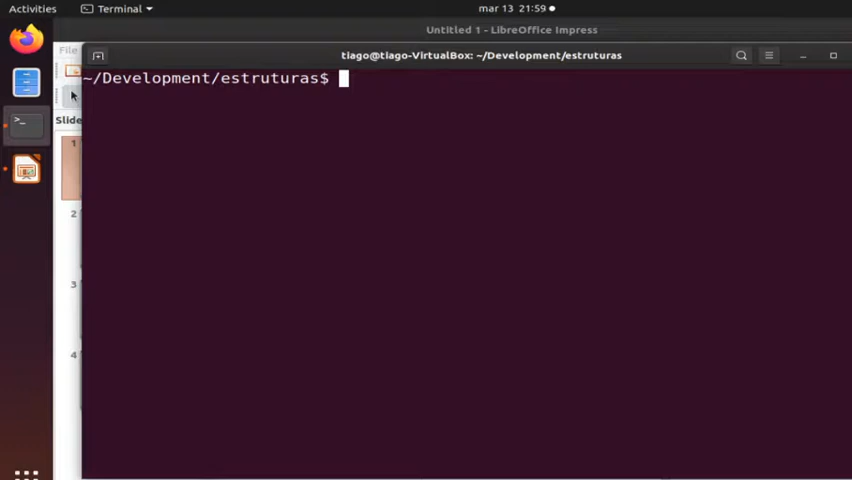 Activities
Terminal
mar 13 21:59
Untitled 1 - LibreOffice Impress
File
tiago@tiago-VirtualBox: ~/Development/estruturas
~/Development/estruturas$
>_
Slide
1
2
3
4